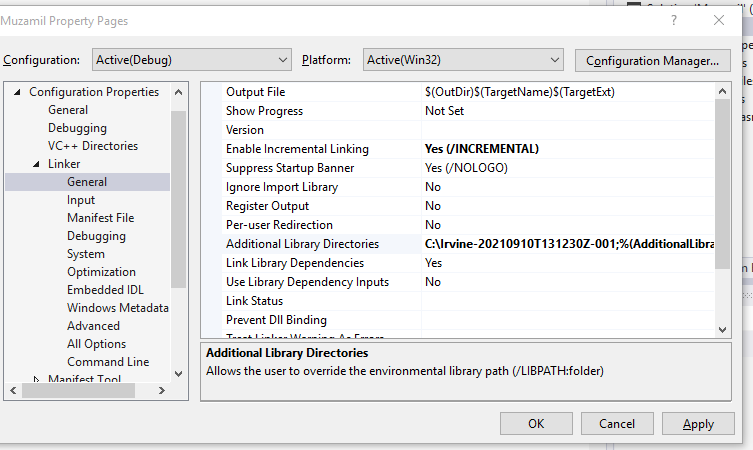 Muzamil Property Pages
? ×
Configuration: Active(Debug) Platform: Active(Win32) Configuration Manager...
Configuration Properties
General
Debugging
VC++ Directories
Linker
General
Input
Manifest File
Debugging
System
Optimization
Embedded IDL
Windows Metadata
Advanced
All Options
Command Line
Manifest Tool
Output File $(OutDir)$(TargetName)$(TargetExt)
Show Progress Not Set
Version
Enable Incremental Linking Yes (/INCREMENTAL)
Suppress Startup Banner Yes (/NOLOGO)
Ignore Import Library No
Register Output No
Per-user Redirection No
Additional Library Directories C:\Irvine-20210910T131230Z-001;%(AdditionalLibra
Link Library Dependencies Yes
Use Library Dependency Inputs No
Link Status
Prevent Dll Binding
Treat Linker Warning As Errors
Additional Library Directories
Allows the user to override the environmental library path (/LIBPATH:folder)
OK Cancel Apply